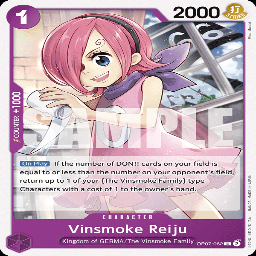 1
2000
COUNTER +1000
SAMPLE
On Play If the number of DON!! cards on your field is
equal to or less than the number on your opponent's field,
return up to 1 of your {The Vinsmoke Family} type
Characters with a cost of 1 to the owner's hand.
CHARACTER
Vinsmoke Reiju
Kingdom of GERMA/The Vinsmoke Family